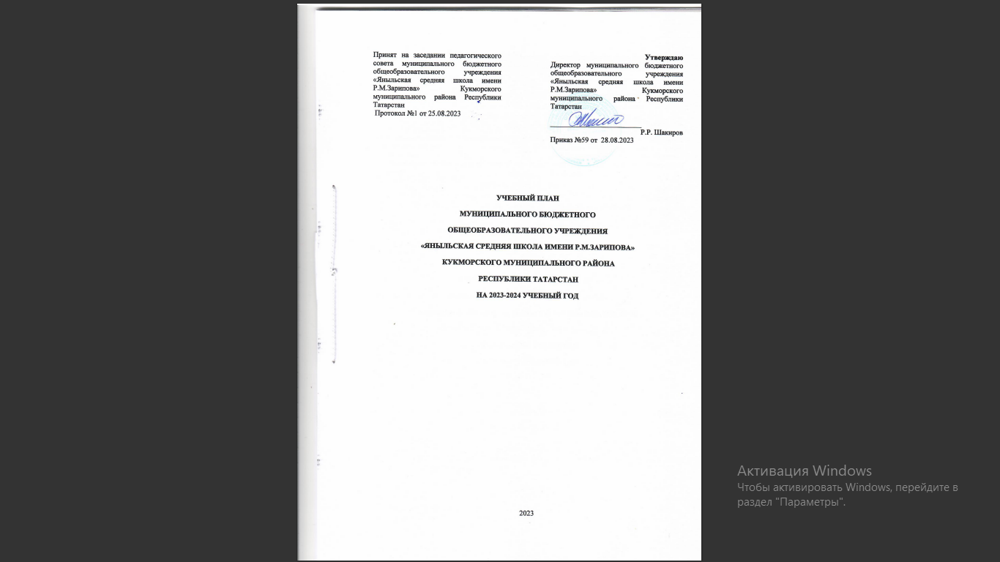 Принят на заседании педагогического
совета муниципального бюджетного
общеобразовательного учреждения
«Яныльская средняя школа имени
Р.М.Зарипова» Кукморского
муниципального района Республики
Татарстан
Протокол №1 от 25.08.2023
Утверждаю
Директор муниципального бюджетного
общеобразовательного учреждения
«Яныльская средняя школа имени
Р.М.Зарипова» Кукморского
муниципального района Республики
Татарстан
Р.Р. Шакиров
Приказ №59 от 28.08.2023
УЧЕБНЫЙ ПЛАН
МУНИЦИПАЛЬНОГО БЮДЖЕТНОГО
ОБЩЕОБРАЗОВАТЕЛЬНОГО УЧРЕЖДЕНИЯ
«ЯНЫЛЬСКАЯ СРЕДНЯЯ ШКОЛА ИМЕНИ Р.М.ЗАРИПОВА»
КУКМОРСКОГО МУНИЦИПАЛЬНОГО РАЙОНА
РЕСПУБЛИКИ ТАТАРСТАН
НА 2023-2024 УЧЕБНЫЙ ГОД
2023
Активация Windows
Чтобы активировать Windows, перейдите в
раздел "Параметры".